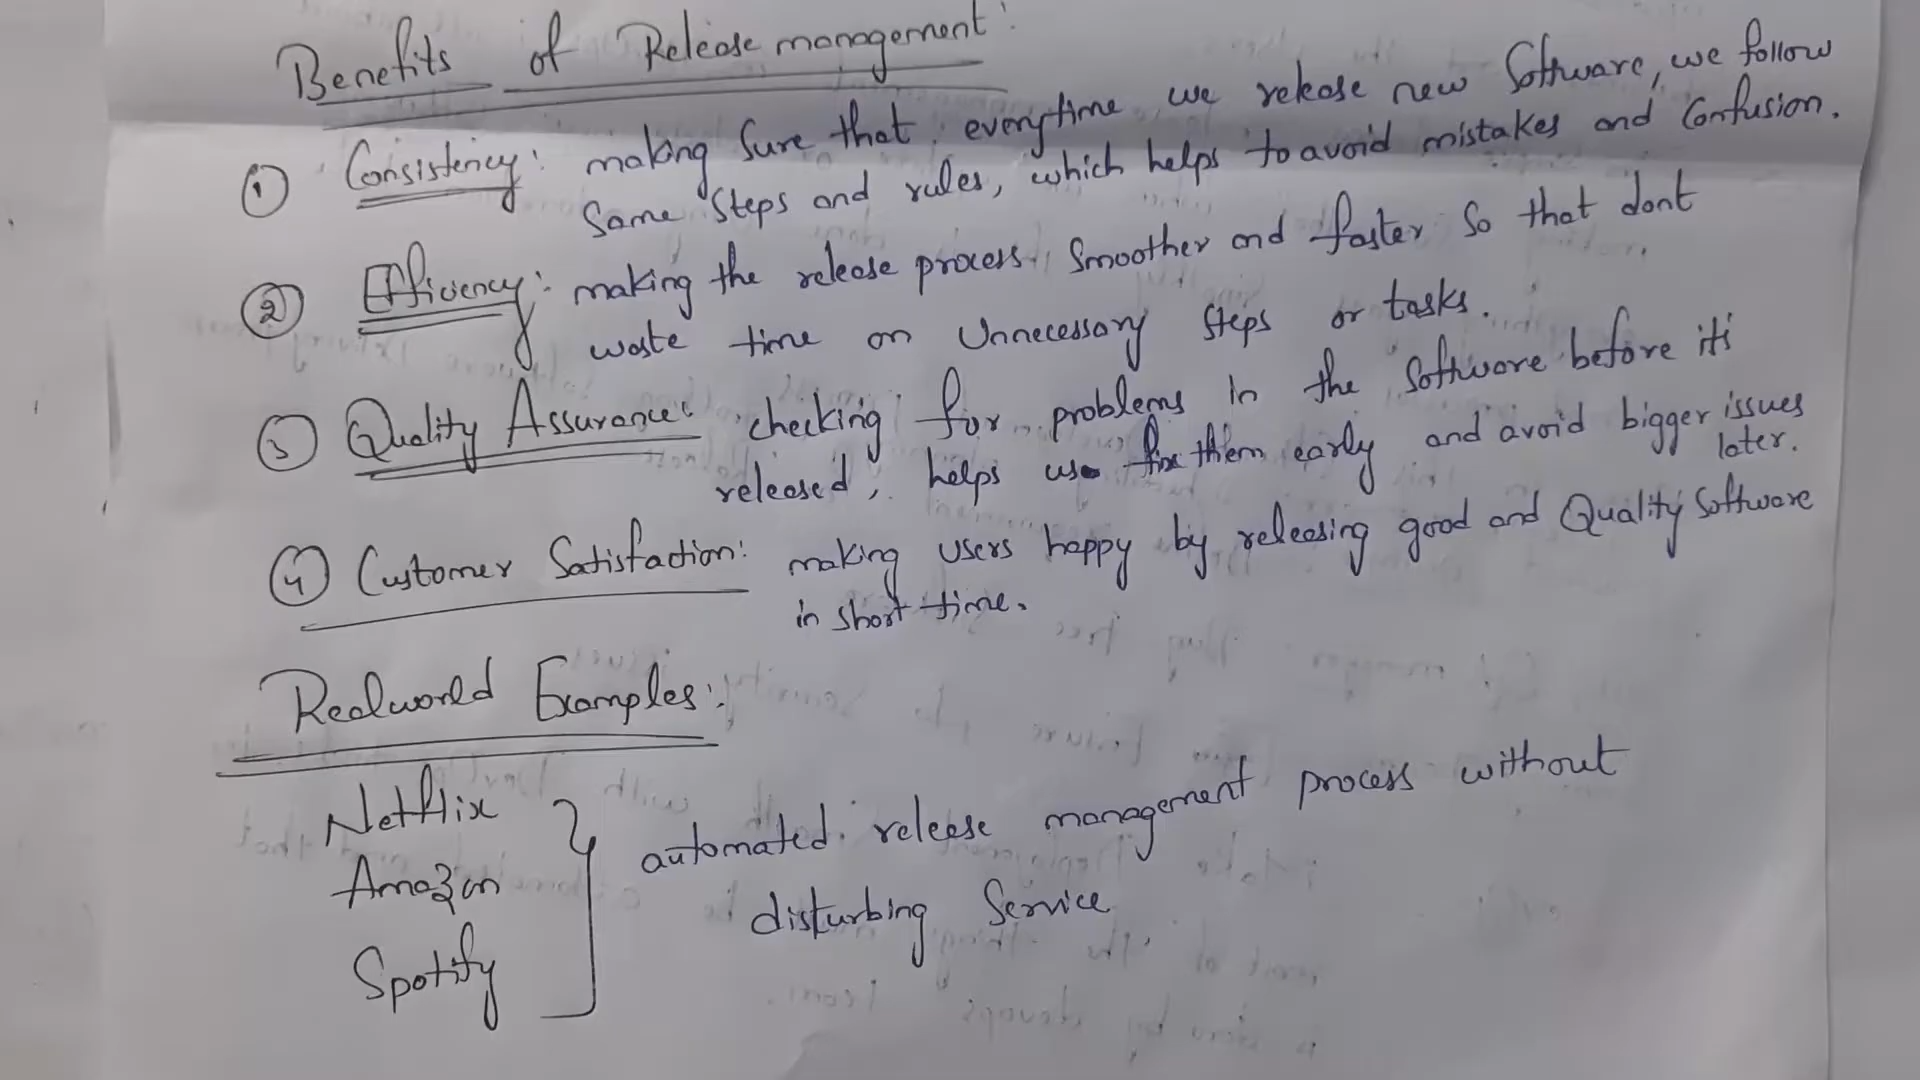 Benefits of Release management:
① Consistency: making Sure that everytime we release new Software, we follow
Same Steps and rules, which helps to avoid mistakes and Confusion.
② Efficiency: making the release process Smoother and faster So that dont
waste time on Unnecessary Steps or tasks.
③ Quality Assurance: checking for problems in the Software before it's
released, helps us fix them early and avoid bigger issues
later.
④ Customer Satisfaction: making users happy by releasing good and Quality Software
in short time.
Realworld Examples:
Netflix
Amazon
Spotify
automated release management process without
disturbing Service